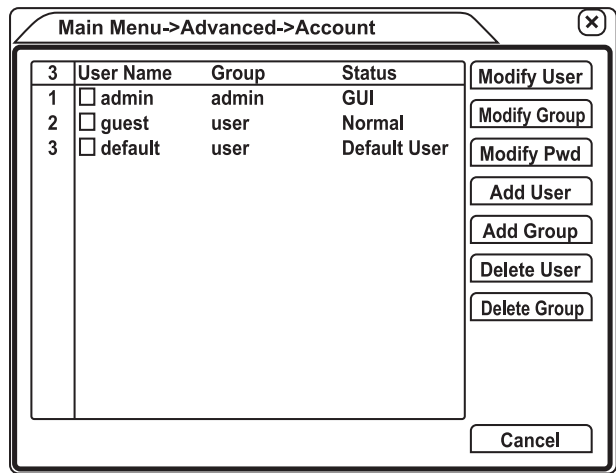 Main Menu->Advanced->Account
3 User Name Group Status
1 admin admin GUI
2 guest user Normal
3 default user Default User
Modify User
Modify Group
Modify Pwd
Add User
Add Group
Delete User
Delete Group
Cancel